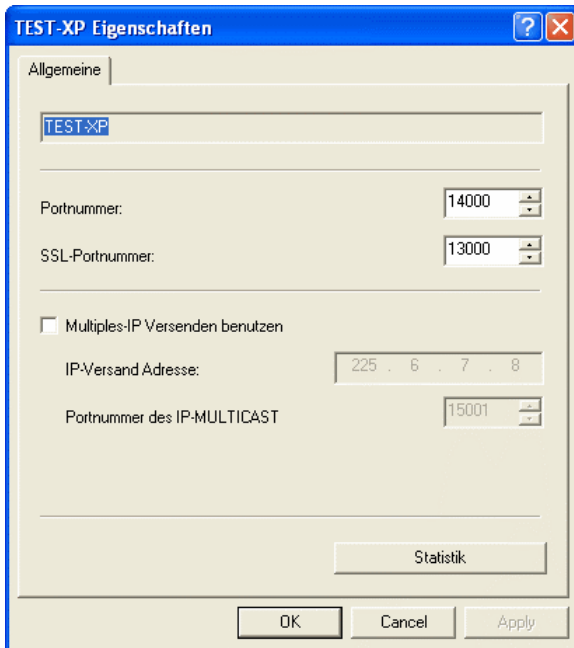 TEST-XP Eigenschaften
Allgemeine
TEST-XP
Portnummer: 14000
SSL-Portnummer: 13000
Multiples-IP Versenden benutzen
IP-Versand Adresse: 225 . 6 . 7 . 8
Portnummer des IP-MULTICAST 15001
Statistik
OK Cancel Apply